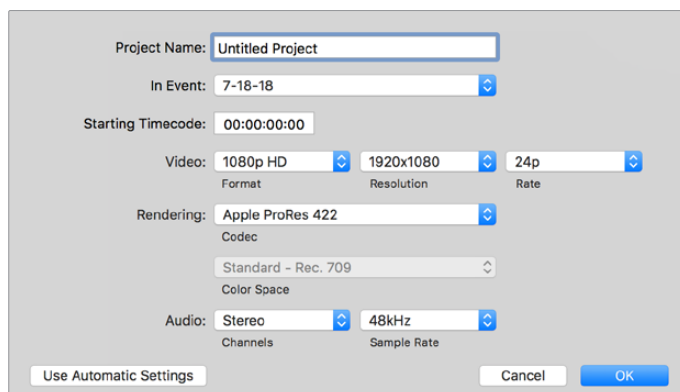 Project Name: Untitled Project
In Event: 7-18-18
Starting Timecode: 00:00:00:00
Video: 1080p HD 1920x1080 24p
Format Resolution Rate
Rendering: Apple ProRes 422
Codec
Standard - Rec. 709
Color Space
Audio: Stereo 48kHz
Channels Sample Rate
Use Automatic Settings Cancel OK